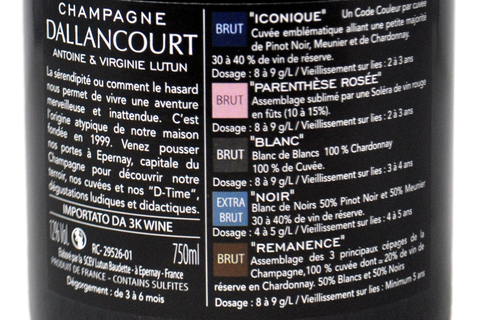 CHAMPAGNE
DALLANCOURT
ANTOINE & VIRGINIE LUTUN
La sérendipité ou comment le hasard
nous permet de vivre une aventure
merveilleuse et inattendue. C'est
l'origine atypique de notre maison
fondée en 1999. Venez pousser
nos portes à Epernay, capitale du
Champagne pour découvrir notre
terroir, nos cuvées et nos "D-Time",
dégustations ludiques et didactiques.
IMPORTATO DA 3K WINE
12% Vol.
RC- 29526-01
750ml
Elaboré par la SCEV Lutun Baudette - à Epernay - France
PRODUIT DE FRANCE - CONTAINS SULFITES
Dégorgement : de 3 à 6 mois
BRUT
"ICONIQUE" Un Code Couleur par cuvée
Cuvée emblématique alliant une petite majorité
de Pinot Noir, Meunier et de Chardonnay.
30 à 40 % de vin de réserve.
Dosage : 8 à 9 g/L / Vieillissement sur lies : 2 à 3 ans
BRUT
"PARENTHÈSE ROSÉE"
Assemblage sublimé par une Soléra de vin rouge
en fûts (10 à 15%).
Dosage : 8 à 9 g/L / Vieillissement sur lies : 2 à 3 ans
BRUT
"BLANC"
Blanc de Blancs 100 % Chardonnay
100 % de Cuvée.
Dosage : 8 à 9 g/L / Vieillissement sur lies : 3 à 4 ans
EXTRA
BRUT
"NOIR"
Blanc de Noirs 50% Pinot Noir et 50% Meunier
30 à 40% de vin de réserve.
Dosage : 4 à 5 g/L / Vieillissement sur lies : 4 à 5 ans
BRUT
"REMANENCE"
Assemblage des 3 principaux cépages de la
Champagne, 100 % cuvée dont = 20% de vin de
réserve en Chardonnay. 50% Blancs et 50% Noirs
Dosage : 8 à 9 g/L / Vieillissement sur lies : Minimum 5 ans